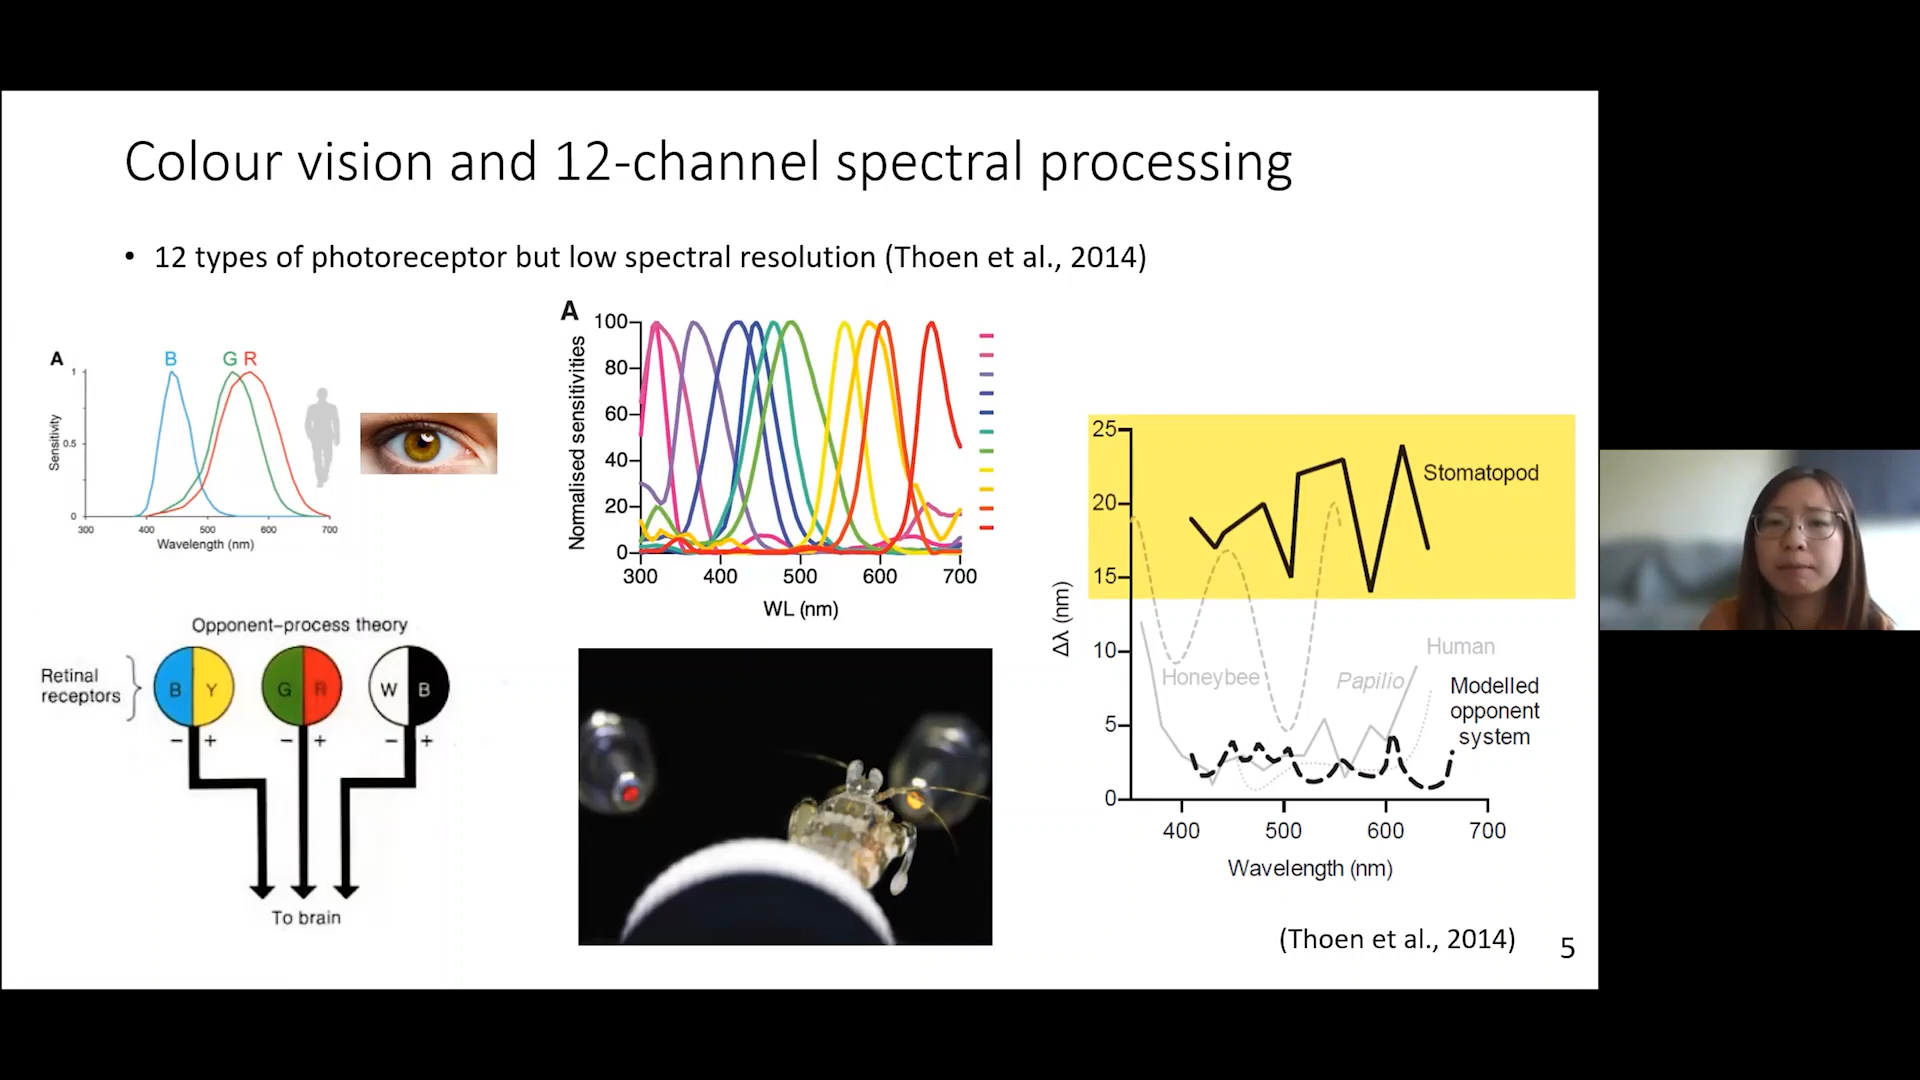 Colour vision and 12-channel spectral processing
• 12 types of photoreceptor but low spectral resolution (Thoen et al., 2014)
A
B G R
1
0.5
0
Sensitivity
300 400 500 600 700
Wavelength (nm)
Opponent–process theory
Retinal
receptors
B Y G R W B
− + − + − +
To brain
A
100
80
60
40
20
0
Normalised sensitivities
300 400 500 600 700
WL (nm)
25
20
15
10
5
0
Δλ (nm)
Stomatopod
Human
Honeybee
Papilio
Modelled
opponent
system
400 500 600 700
Wavelength (nm)
(Thoen et al., 2014)
5